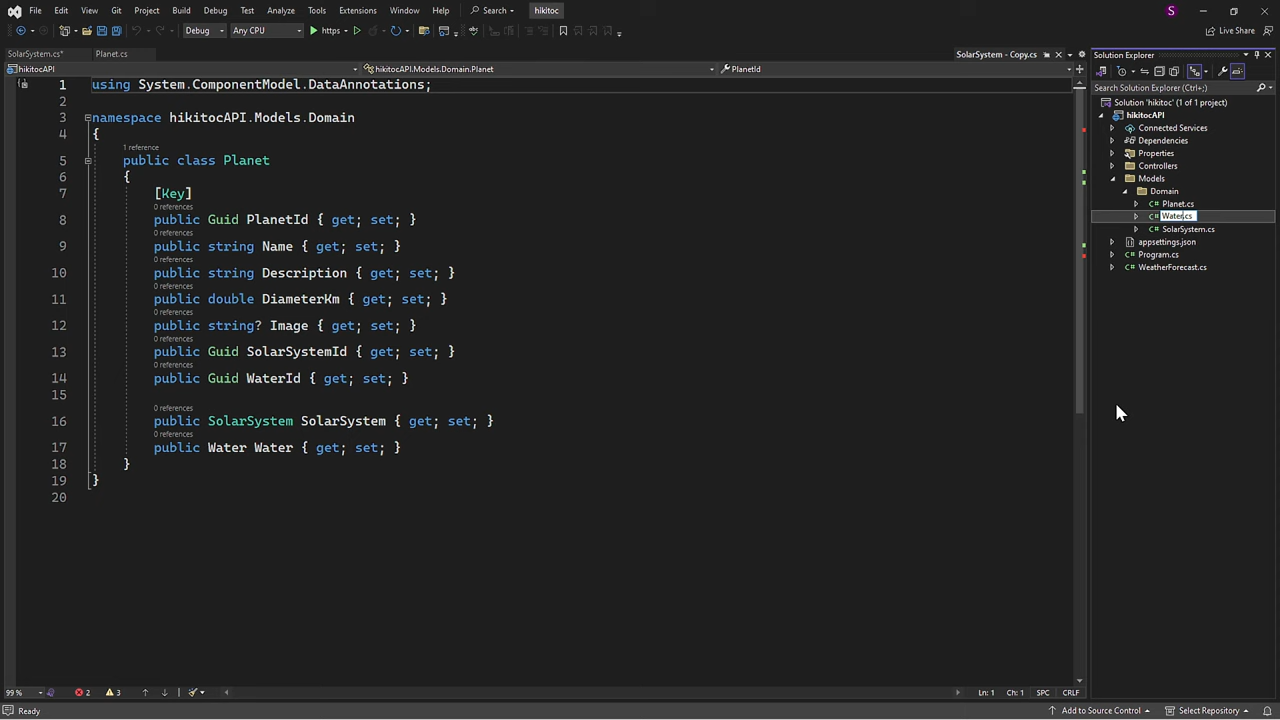 File Edit View Git Project Build Debug Test Analyze Tools Extensions Window Help Search hikitoc S
Debug Any CPU https Live Share
SolarSystem.cs* Planet.cs SolarSystem - Copy.cs Solution Explorer
hikitocAPI hikitocAPI.Models.Domain.Planet PlanetId
Search Solution Explorer (Ctrl+;)
Solution 'hikitoc' (1 of 1 project)
hikitocAPI
Connected Services
Dependencies
Properties
Controllers
Models
Domain
Planet.cs
Water.cs
SolarSystem.cs
appsettings.json
Program.cs
WeatherForecast.cs
1 using System.ComponentModel.DataAnnotations;
2
3 namespace hikitocAPI.Models.Domain
4 {
1 reference
5 public class Planet
6 {
7 [Key]
0 references
8 public Guid PlanetId { get; set; }
0 references
9 public string Name { get; set; }
0 references
10 public string Description { get; set; }
0 references
11 public double DiameterKm { get; set; }
0 references
12 public string? Image { get; set; }
0 references
13 public Guid SolarSystemId { get; set; }
0 references
14 public Guid WaterId { get; set; }
15
0 references
16 public SolarSystem SolarSystem { get; set; }
0 references
17 public Water Water { get; set; }
18 }
19 }
20
99 % 2 3 Ln: 1 Ch: 1 SPC CRLF
Ready Add to Source Control Select Repository